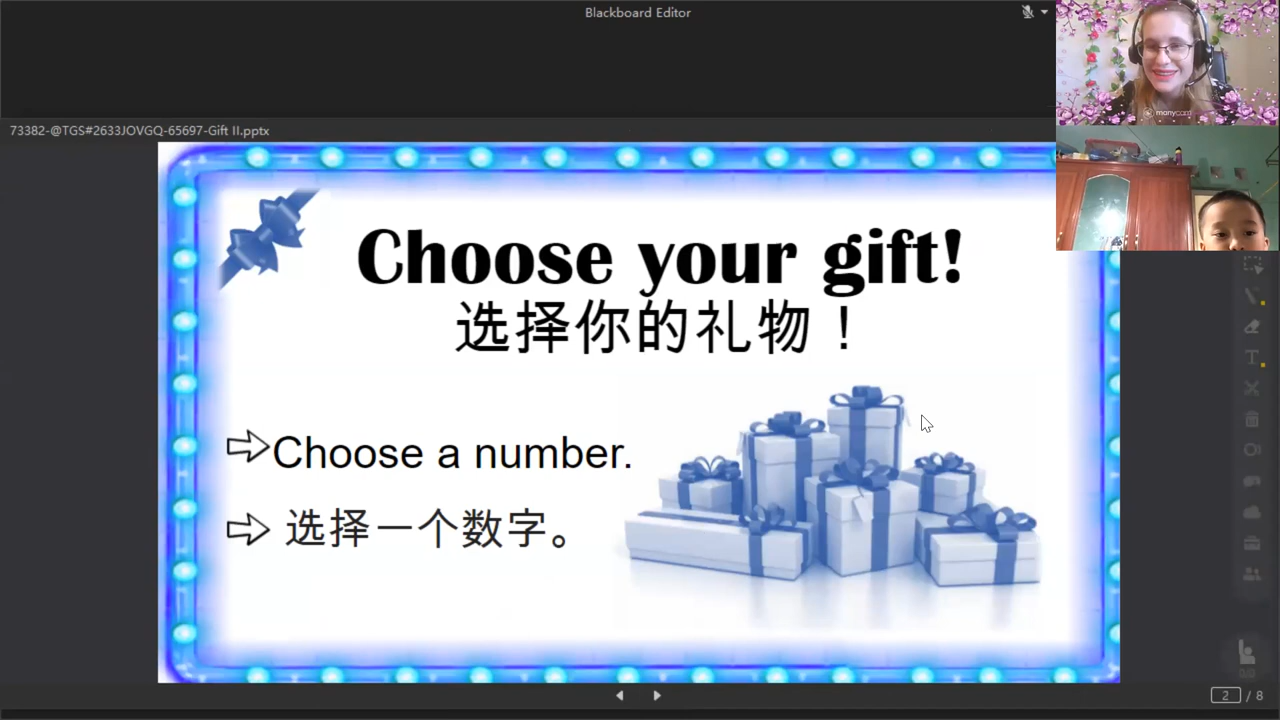 Blackboard Editor
73382-@TGS#2633JOVGQ-65697-Gift II.pptx
manycam
Choose your gift!
选择你的礼物！
Choose a number.
选择一个数字。
2 / 8